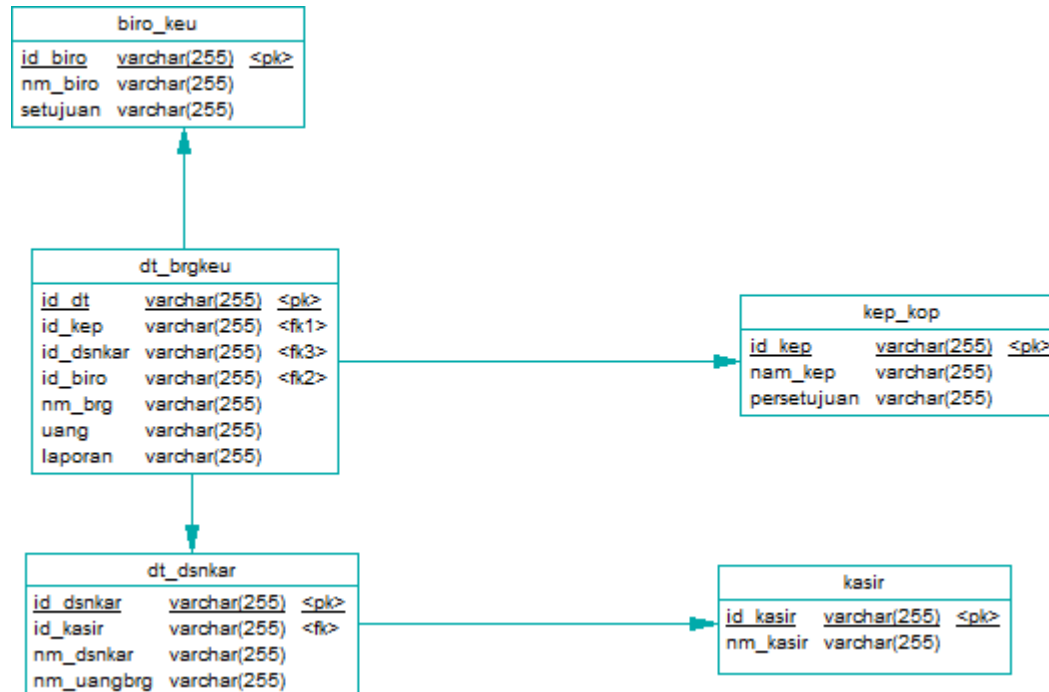 biro_keu
id_biro varchar(255) <pk>
nm_biro varchar(255)
setujuan varchar(255)
dt_brgkeu
id_dt varchar(255) <pk>
id_kep varchar(255) <fk1>
id_dsnkar varchar(255) <fk3>
id_biro varchar(255) <fk2>
nm_brg varchar(255)
uang varchar(255)
laporan varchar(255)
kep_kop
id_kep varchar(255) <pk>
nam_kep varchar(255)
persetujuan varchar(255)
dt_dsnkar
id_dsnkar varchar(255) <pk>
id_kasir varchar(255) <fk>
nm_dsnkar varchar(255)
nm_uangbrg varchar(255)
kasir
id_kasir varchar(255) <pk>
nm_kasir varchar(255)